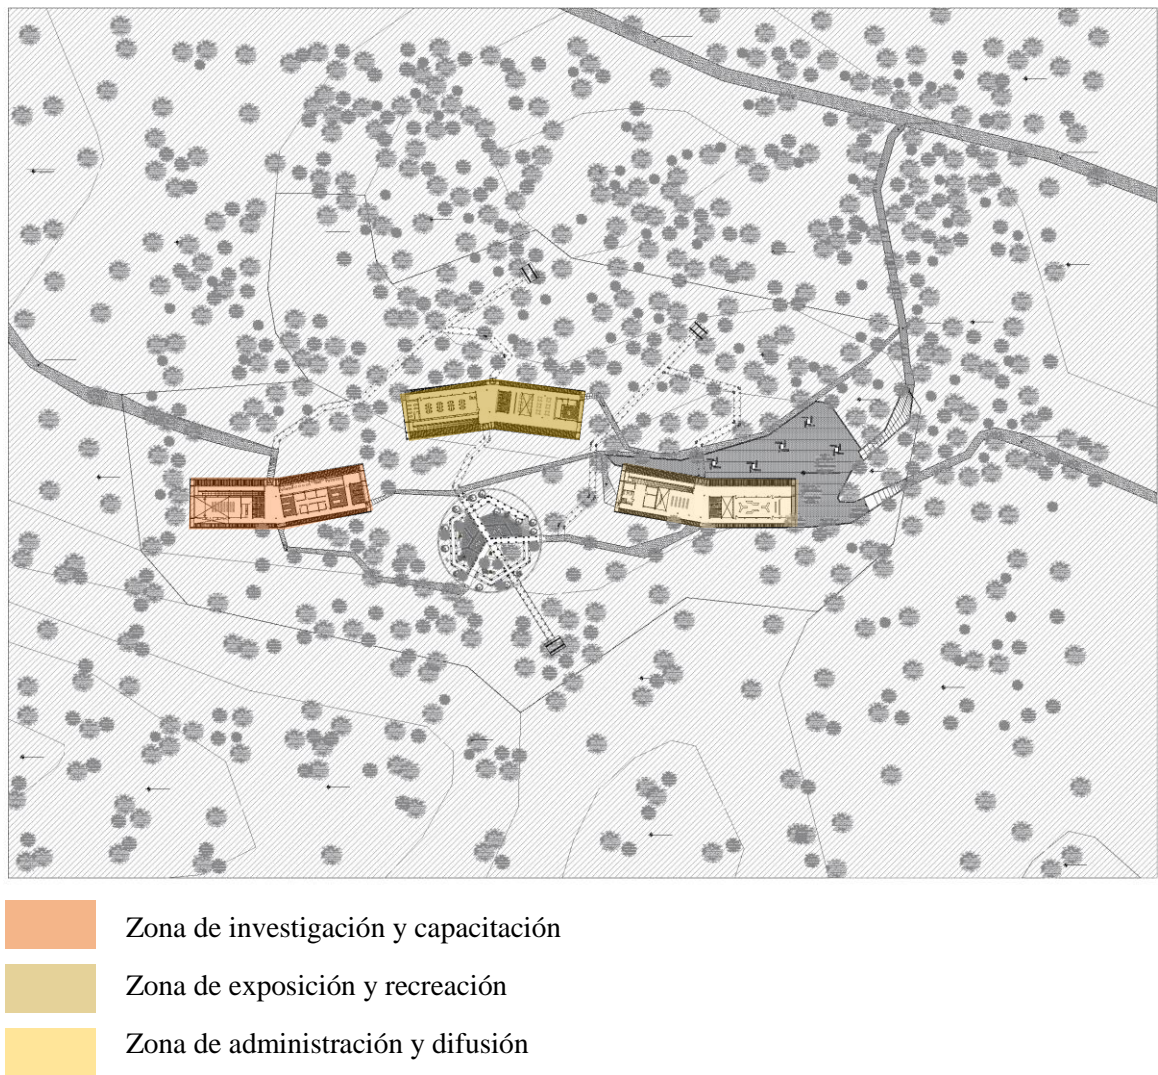 Zona de investigación y capacitación
Zona de exposición y recreación
Zona de administración y difusión